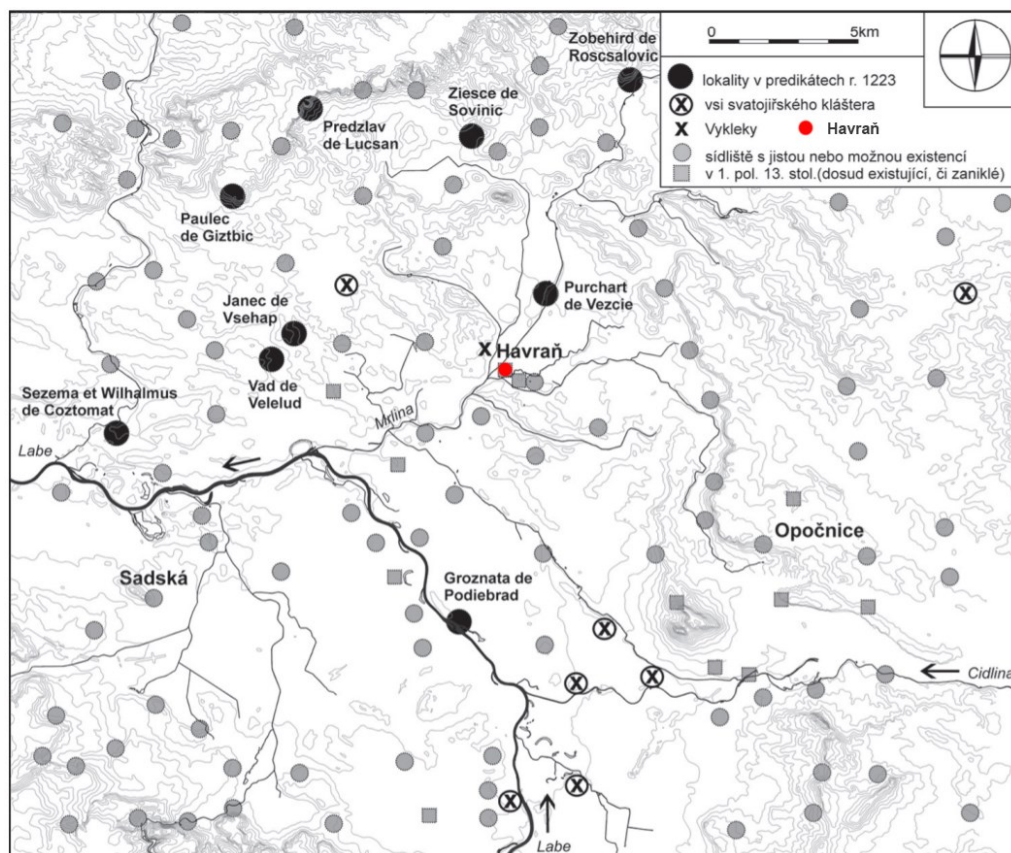 Zobehird de
Roscsalovic
0
5km
lokality v predikátech r. 1223
X
vsi svatojiřského kláštera
X
Vykleky
Havraň
sídliště s jistou nebo možnou existencí
v 1. pol. 13. stol.(dosud existující, či zaniklé)
Ziesce de
Sovinic
Predzlav
de Lucsan
Paulec
de Giztbic
X
X
Purchart
de Vezcie
Janec de
Vsehap
X
Havraň
Vad de
Velelud
Sezema et Wilhalmus
de Coztomat
Mrlina
Labe
Opočnice
Sadská
Groznata de
Podiebrad
X
X
X
Cidlina
X
X
Labe